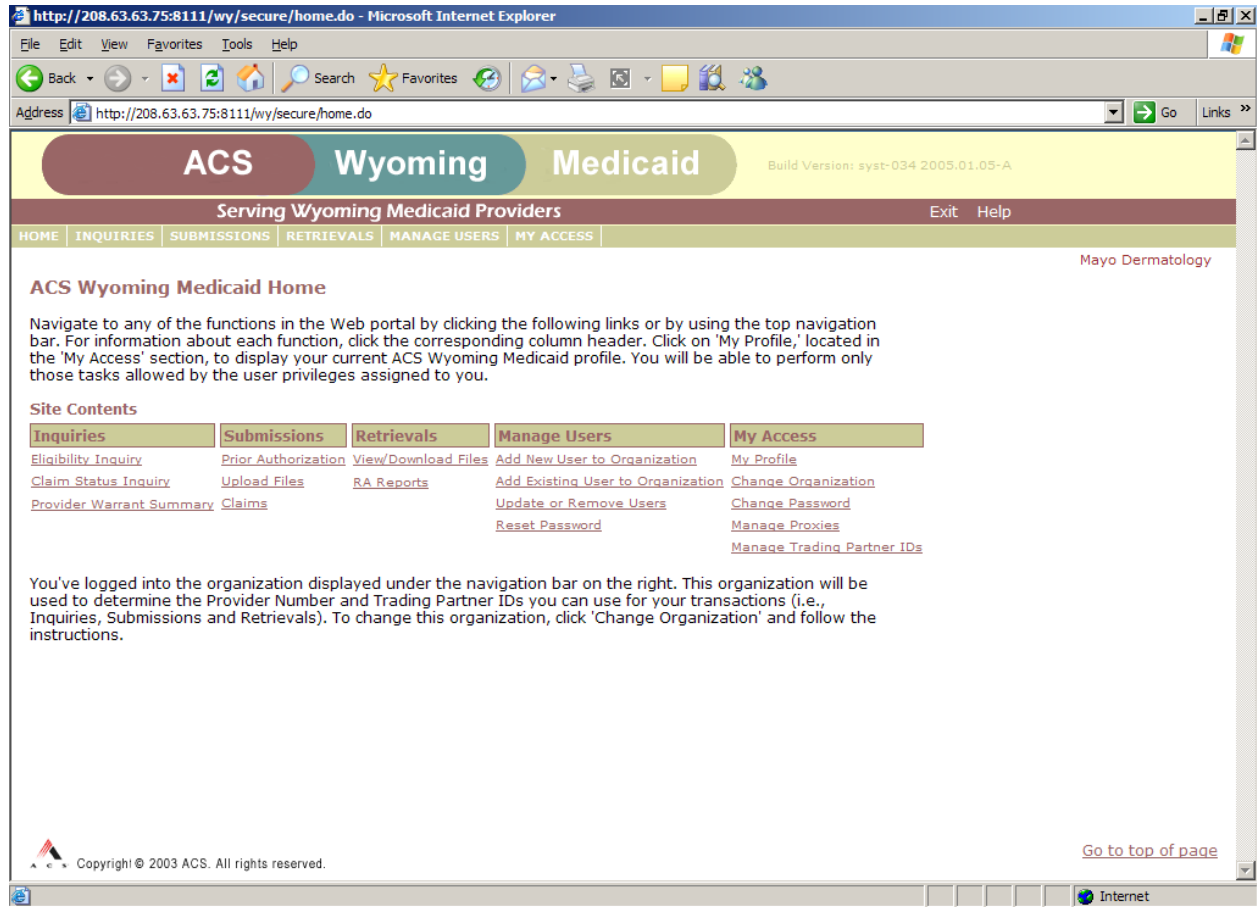 http://208.63.63.75:8111/wy/secure/home.do - Microsoft Internet Explorer
File Edit View Favorites Tools Help
Back Search Favorites
Address http://208.63.63.75:8111/wy/secure/home.do Go Links »
ACS Wyoming Medicaid Build Version: syst-034 2005.01.05-A
Serving Wyoming Medicaid Providers Exit Help
HOME INQUIRIES SUBMISSIONS RETRIEVALS MANAGE USERS MY ACCESS
Mayo Dermatology
ACS Wyoming Medicaid Home
Navigate to any of the functions in the Web portal by clicking the following links or by using the top navigation
bar. For information about each function, click the corresponding column header. Click on 'My Profile,' located in
the 'My Access' section, to display your current ACS Wyoming Medicaid profile. You will be able to perform only
those tasks allowed by the user privileges assigned to you.
Site Contents
Inquiries Submissions Retrievals Manage Users My Access
Eligibility Inquiry Prior Authorization View/Download Files Add New User to Organization My Profile
Claim Status Inquiry Upload Files RA Reports Add Existing User to Organization Change Organization
Provider Warrant Summary Claims Update or Remove Users Change Password
Reset Password Manage Proxies
Manage Trading Partner IDs
You've logged into the organization displayed under the navigation bar on the right. This organization will be
used to determine the Provider Number and Trading Partner IDs you can use for your transactions (i.e.,
Inquiries, Submissions and Retrievals). To change this organization, click 'Change Organization' and follow the
instructions.
Go to top of page
A C S Copyright © 2003 ACS. All rights reserved.
Internet